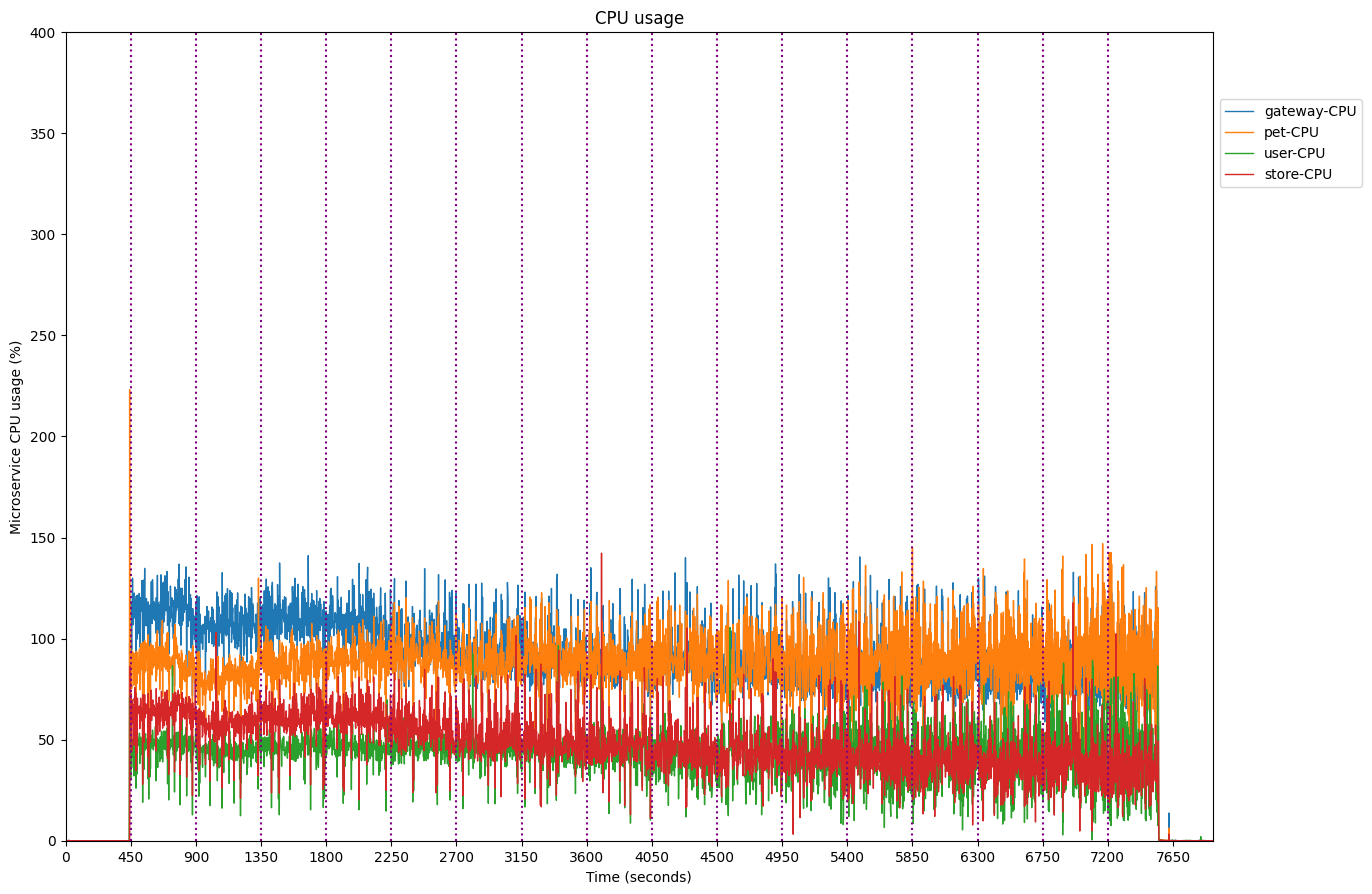 CPU usage
400
350
300
250
200
150
100
50
0
Microservice CPU usage (%)
0 450 900 1350 1800 2250 2700 3150 3600 4050 4500 4950 5400 5850 6300 6750 7200 7650
Time (seconds)
gateway-CPU
pet-CPU
user-CPU
store-CPU